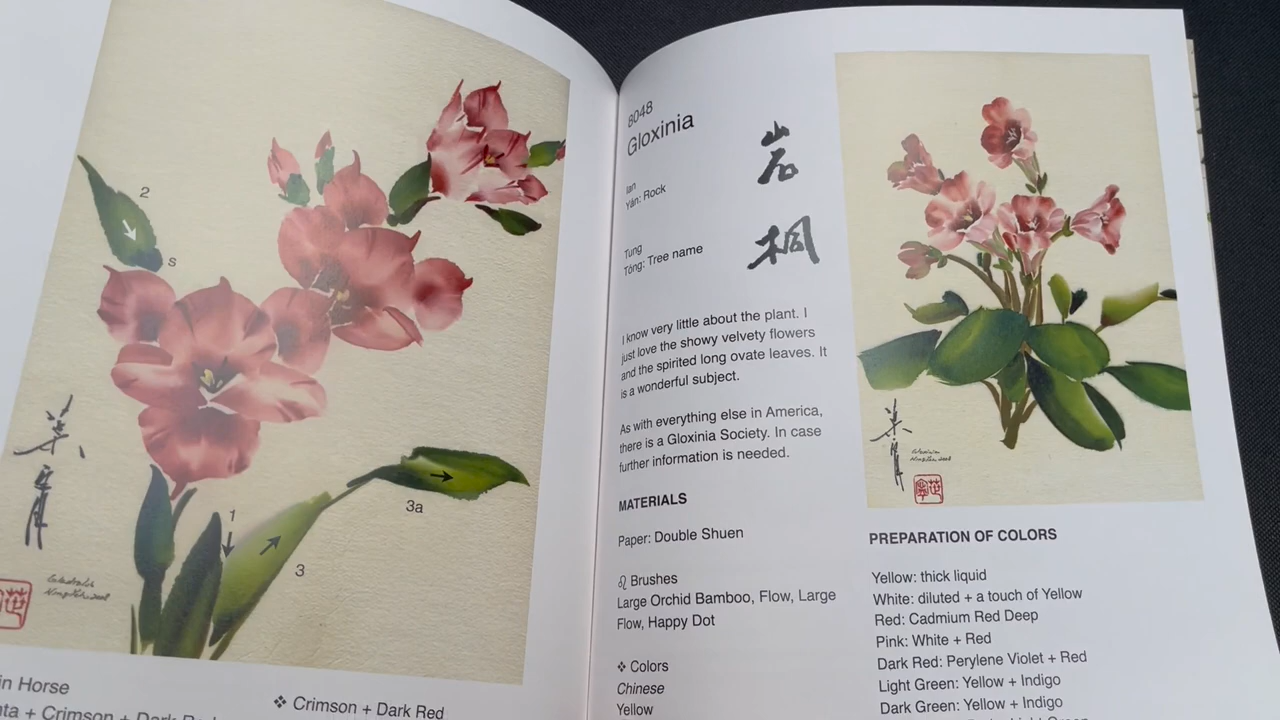 2
s
1
3
3a
in Horse
+ Crimson + Dark Red
❖ Crimson + Dark Red
8048
Gloxinia
Ian
Yán: Rock
岩
Tung
Tóng: Tree name
桐
I know very little about the plant. I
just love the showy velvety flowers
and the spirited long ovate leaves. It
is a wonderful subject.
As with everything else in America,
there is a Gloxinia Society. In case
further information is needed.
MATERIALS
Paper: Double Shuen
♌ Brushes
Large Orchid Bamboo, Flow, Large
Flow, Happy Dot
❖ Colors
Chinese
Yellow
PREPARATION OF COLORS
Yellow: thick liquid
White: diluted + a touch of Yellow
Red: Cadmium Red Deep
Pink: White + Red
Dark Red: Perylene Violet + Red
Light Green: Yellow + Indigo
Dark Green: Yellow + Indigo